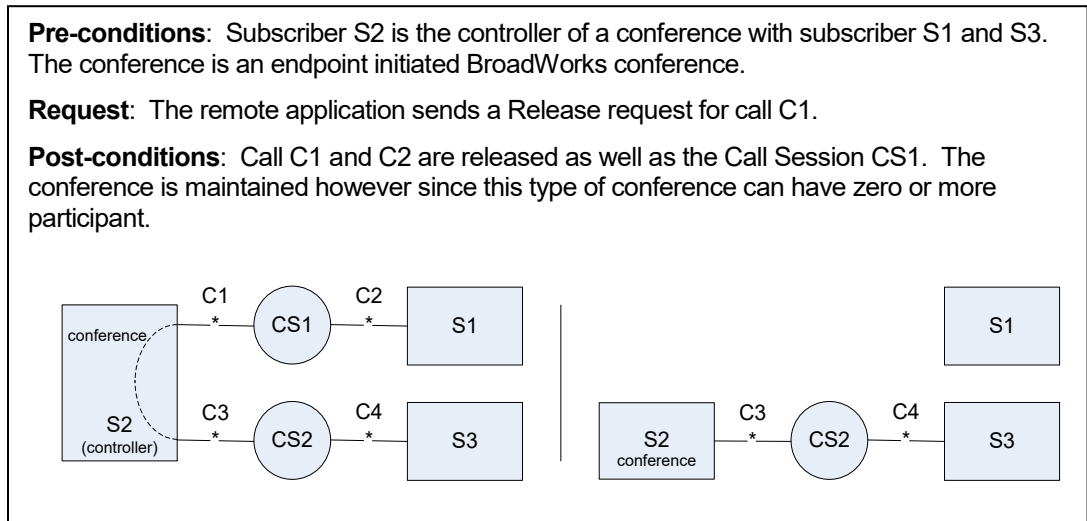 Pre-conditions: Subscriber S2 is the controller of a conference with subscriber S1 and S3.
The conference is an endpoint initiated BroadWorks conference.
Request: The remote application sends a Release request for call C1.
Post-conditions: Call C1 and C2 are released as well as the Call Session CS1. The
conference is maintained however since this type of conference can have zero or more
participant.
C1 C2
* *
conference CS1 S1 S1
C3 C4 C3 C4
* * * *
S2 CS2 S3 S2 CS2 S3
(controller) conference